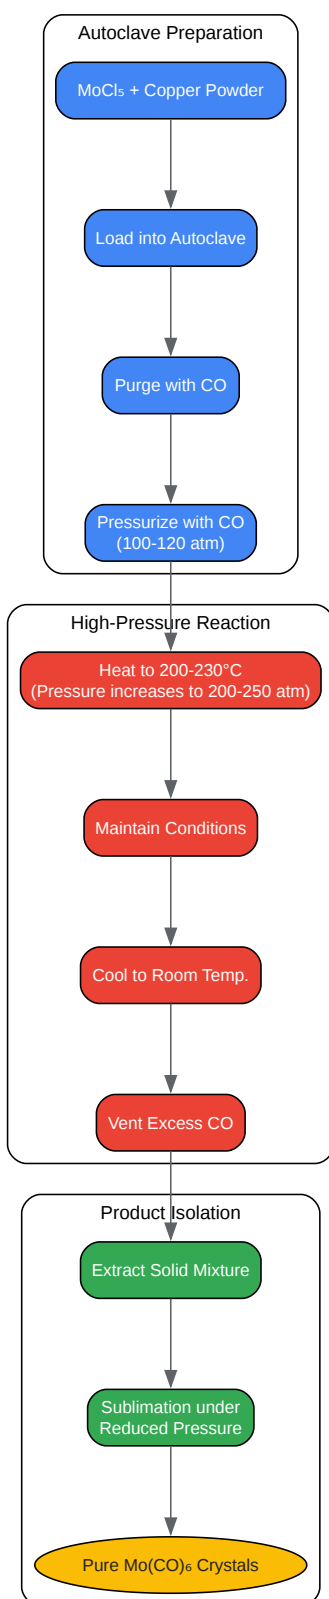 Autoclave Preparation
MoCl₅ + Copper Powder
Load into Autoclave
Purge with CO
Pressurize with CO
(100-120 atm)
High-Pressure Reaction
Heat to 200-230°C
(Pressure increases to 200-250 atm)
Maintain Conditions
Cool to Room Temp.
Vent Excess CO
Product Isolation
Extract Solid Mixture
Sublimation under
Reduced Pressure
Pure Mo(CO)₆ Crystals